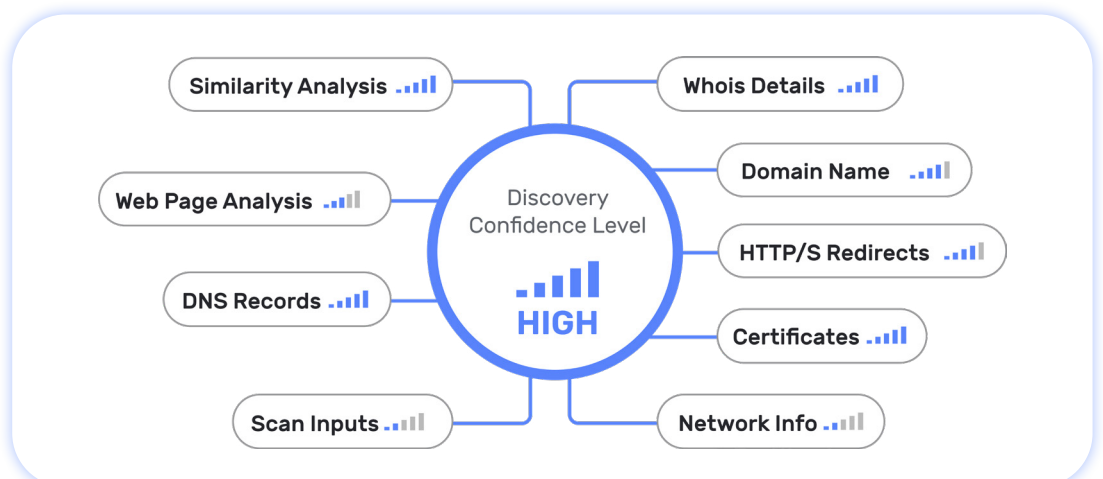 Similarity Analysis
Whois Details
Domain Name
Web Page Analysis
Discovery
Confidence Level
HTTP/S Redirects
DNS Records
HIGH
Certificates
Scan Inputs
Network Info